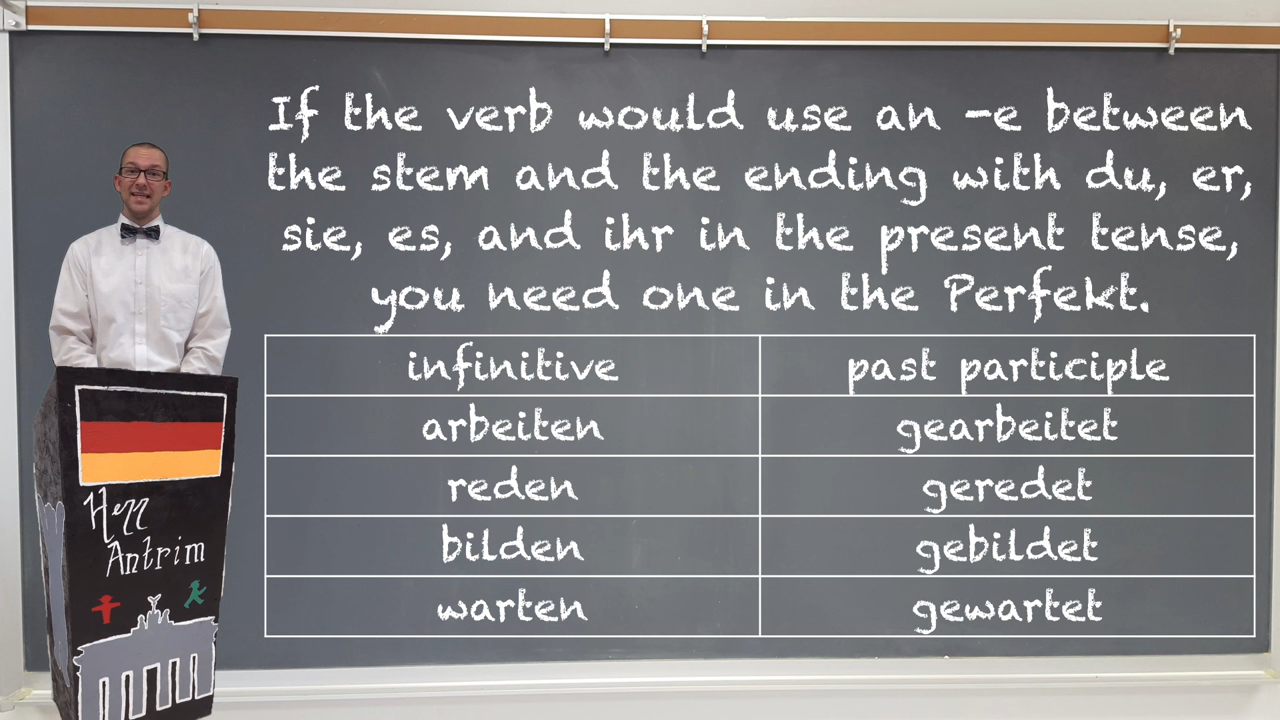 If the verb would use an -e between
the stem and the ending with du, er,
sie, es, and ihr in the present tense,
you need one in the Perfekt.
infinitive past participle
arbeiten gearbeitet
reden geredet
bilden gebildet
warten gewartet
Herr
Antrim